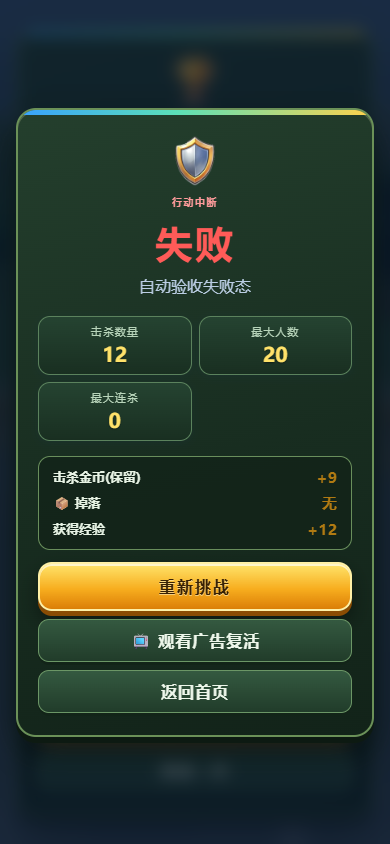 行动中断
失败
自动验收失败态
击杀数量
12
最大人数
20
最大连杀
0
击杀金币(保留) +9
掉落 无
获得经验 +12
重新挑战
观看广告复活
返回首页